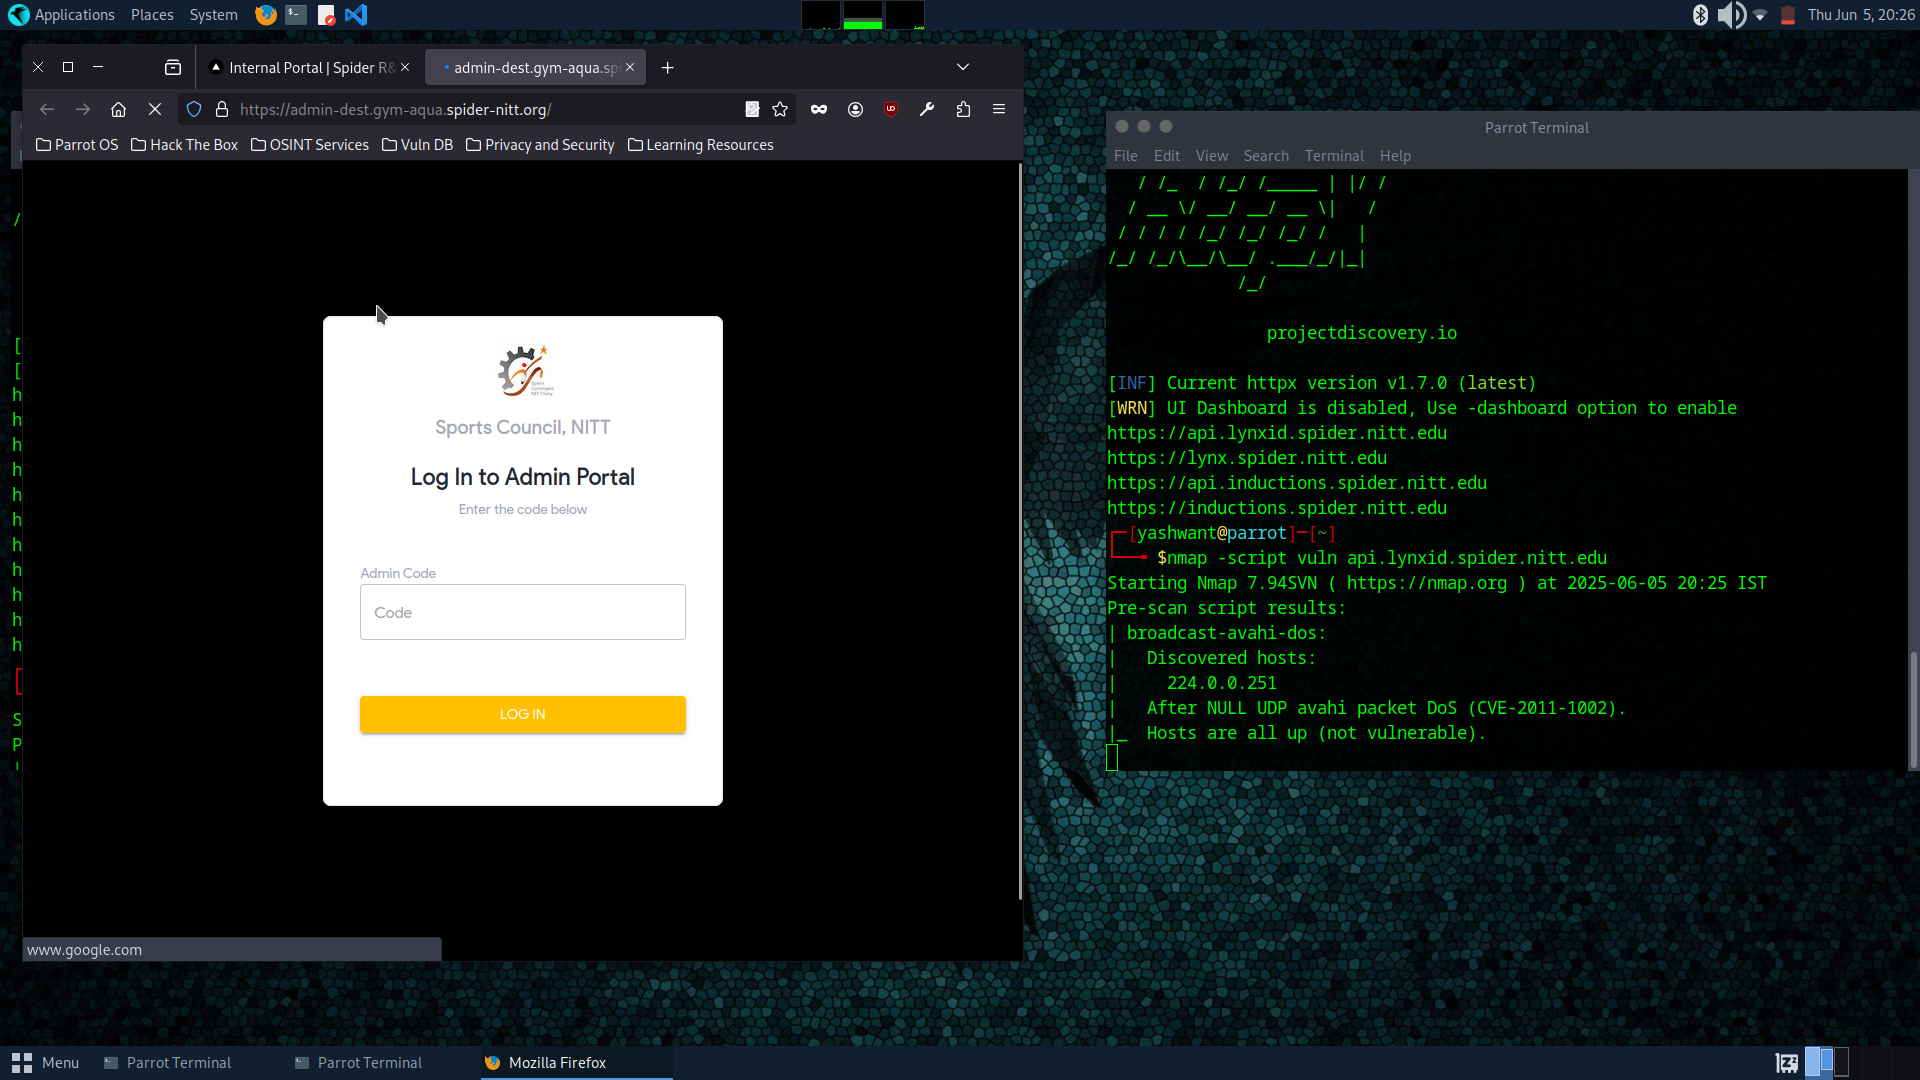 Applications Places System
Thu Jun 5, 20:26
Internal Portal | Spider R&
admin-dest.gym-aqua.sp
https://admin-dest.gym-aqua.spider-nitt.org/
Parrot OS Hack The Box OSINT Services Vuln DB Privacy and Security Learning Resources
Sports Council, NITT
Log In to Admin Portal
Enter the code below
Admin Code
Code
LOG IN
www.google.com
Parrot Terminal
File Edit View Search Terminal Help
/ /_ / /_/ /_____ | |/ /
/ __ \/ __/ __/ __ \| /
/ / / / /_/ /_/ /_/ / |
/_/ /_/\__/\__/ .___/_/|_|
/_/
projectdiscovery.io
[INF] Current httpx version v1.7.0 (latest)
[WRN] UI Dashboard is disabled, Use -dashboard option to enable
https://api.lynxid.spider.nitt.edu
https://lynx.spider.nitt.edu
https://api.inductions.spider.nitt.edu
https://inductions.spider.nitt.edu
[yashwant@parrot]─[~]
$nmap -script vuln api.lynxid.spider.nitt.edu
Starting Nmap 7.94SVN ( https://nmap.org ) at 2025-06-05 20:25 IST
Pre-scan script results:
| broadcast-avahi-dos:
| Discovered hosts:
| 224.0.0.251
| After NULL UDP avahi packet DoS (CVE-2011-1002).
|_ Hosts are all up (not vulnerable).
Menu Parrot Terminal Parrot Terminal Mozilla Firefox